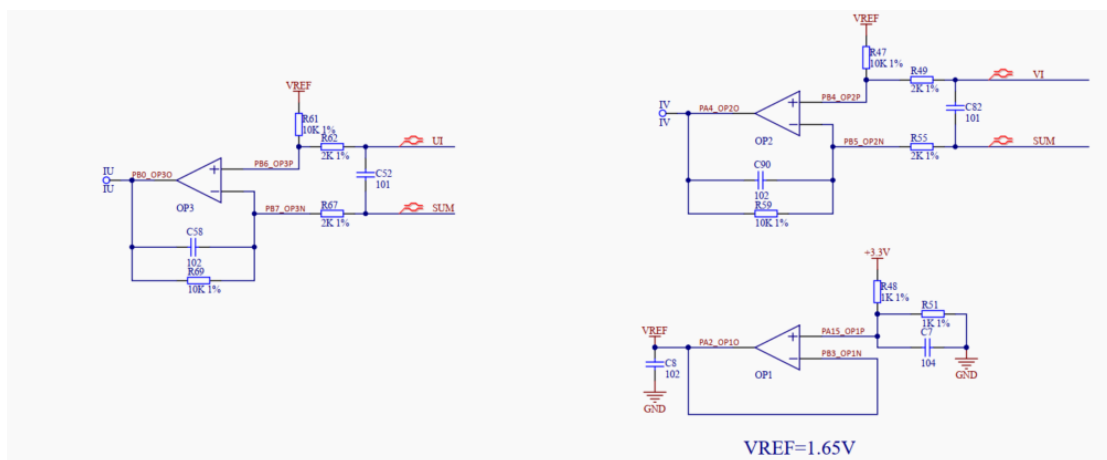 VREF
R61
10K 1%
R62
2K 1%
UI
PB6_OP3P
C52
101
IU
IU
PB0_OP3O
OP3
PB7_OP3N
R67
2K 1%
SUM
C58
102
R69
10K 1%
VREF
R47
10K 1%
R49
2K 1%
VI
IV
IV
PA4_OP2O
PB4_OP2P
C82
101
OP2
PB5_OP2N
R55
2K 1%
SUM
C90
102
R59
10K 1%
+3.3V
R48
1K 1%
R51
1K 1%
VREF
PA2_OP1O
PA15_OP1P
C7
104
PB3_OP1N
C8
102
OP1
GND
GND
VREF=1.65V